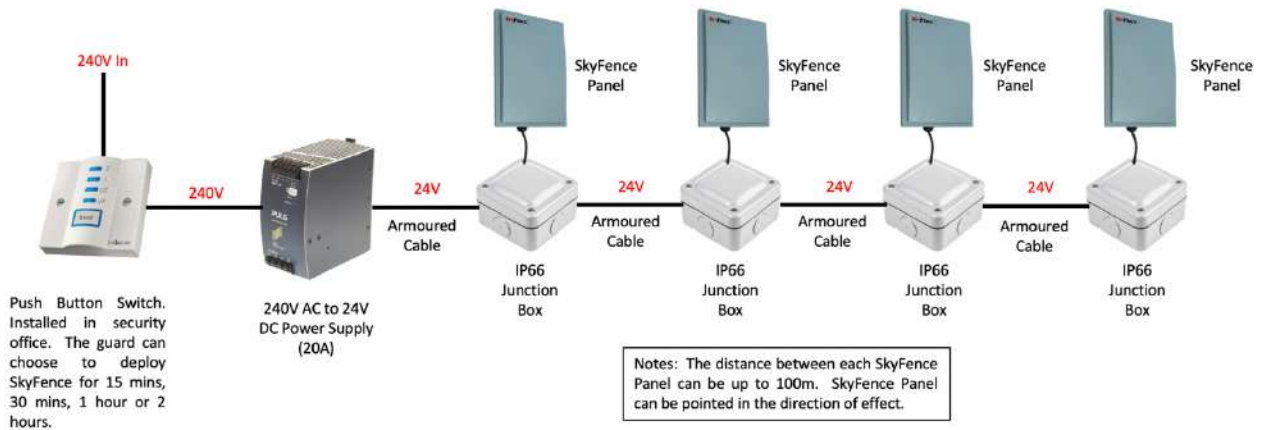 240V In
SkyFence
Panel
SkyFence
Panel
SkyFence
Panel
SkyFence
Panel
240V
24V
24V
24V
24V
PULS
Armoured
Cable
Armoured
Cable
Armoured
Cable
Armoured
Cable
IP66
Junction
Box
IP66
Junction
Box
IP66
Junction
Box
IP66
Junction
Box
Push Button Switch.
Installed in security
office. The guard can
choose to deploy
SkyFence for 15 mins,
30 mins, 1 hour or 2
hours.
240V AC to 24V
DC Power Supply
(20A)
Notes: The distance between each SkyFence
Panel can be up to 100m. SkyFence Panel
can be pointed in the direction of effect.